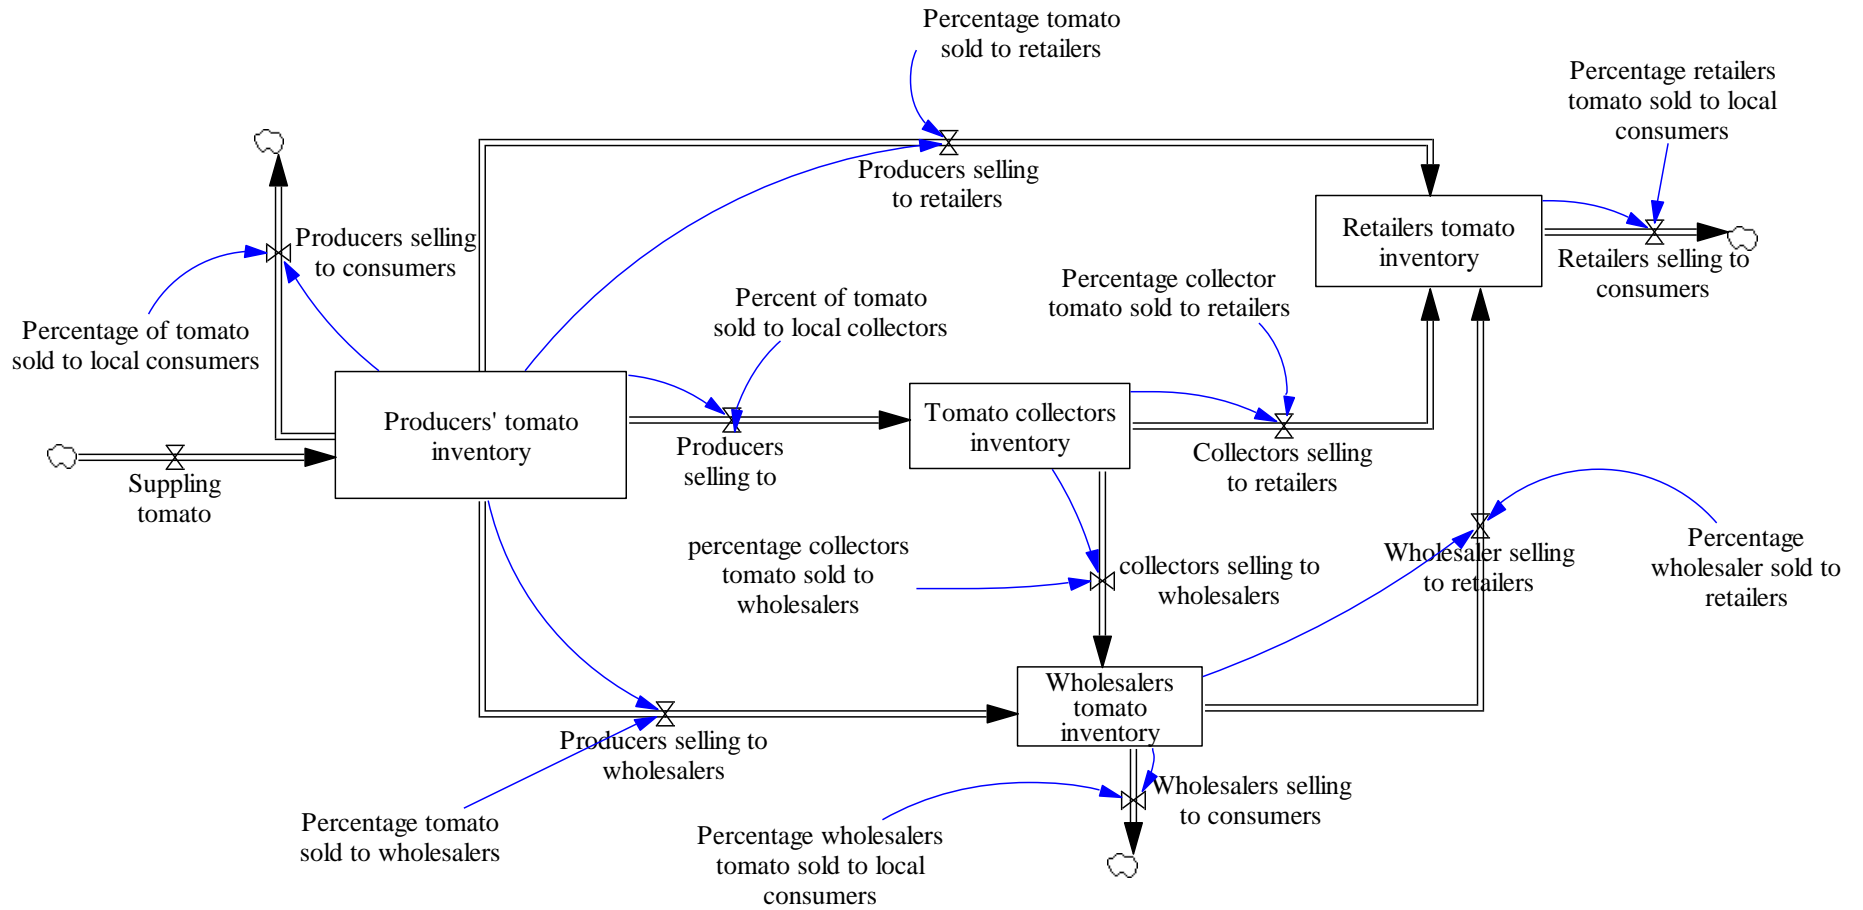 Percentage tomato
sold to retailers
Percentage retailers
tomato sold to local
consumers
Producers selling
to retailers
Retailers tomato
inventory
Retailers selling to
consumers
Producers selling
to consumers
Percentage of tomato
sold to local consumers
Percent of tomato
sold to local collectors
Percentage collector
tomato sold to retailers
Producers' tomato
inventory
Producers
selling to
Tomato collectors
inventory
Collectors selling
to retailers
Suppling
tomato
percentage collectors
tomato sold to
wholesalers
collectors selling to
wholesalers
Wholesaler selling
to retailers
Percentage
wholesaler sold to
retailers
Wholesalers
tomato
inventory
Producers selling to
wholesalers
Percentage tomato
sold to wholesalers
Percentage wholesalers
tomato sold to local
consumers
Wholesalers selling
to consumers